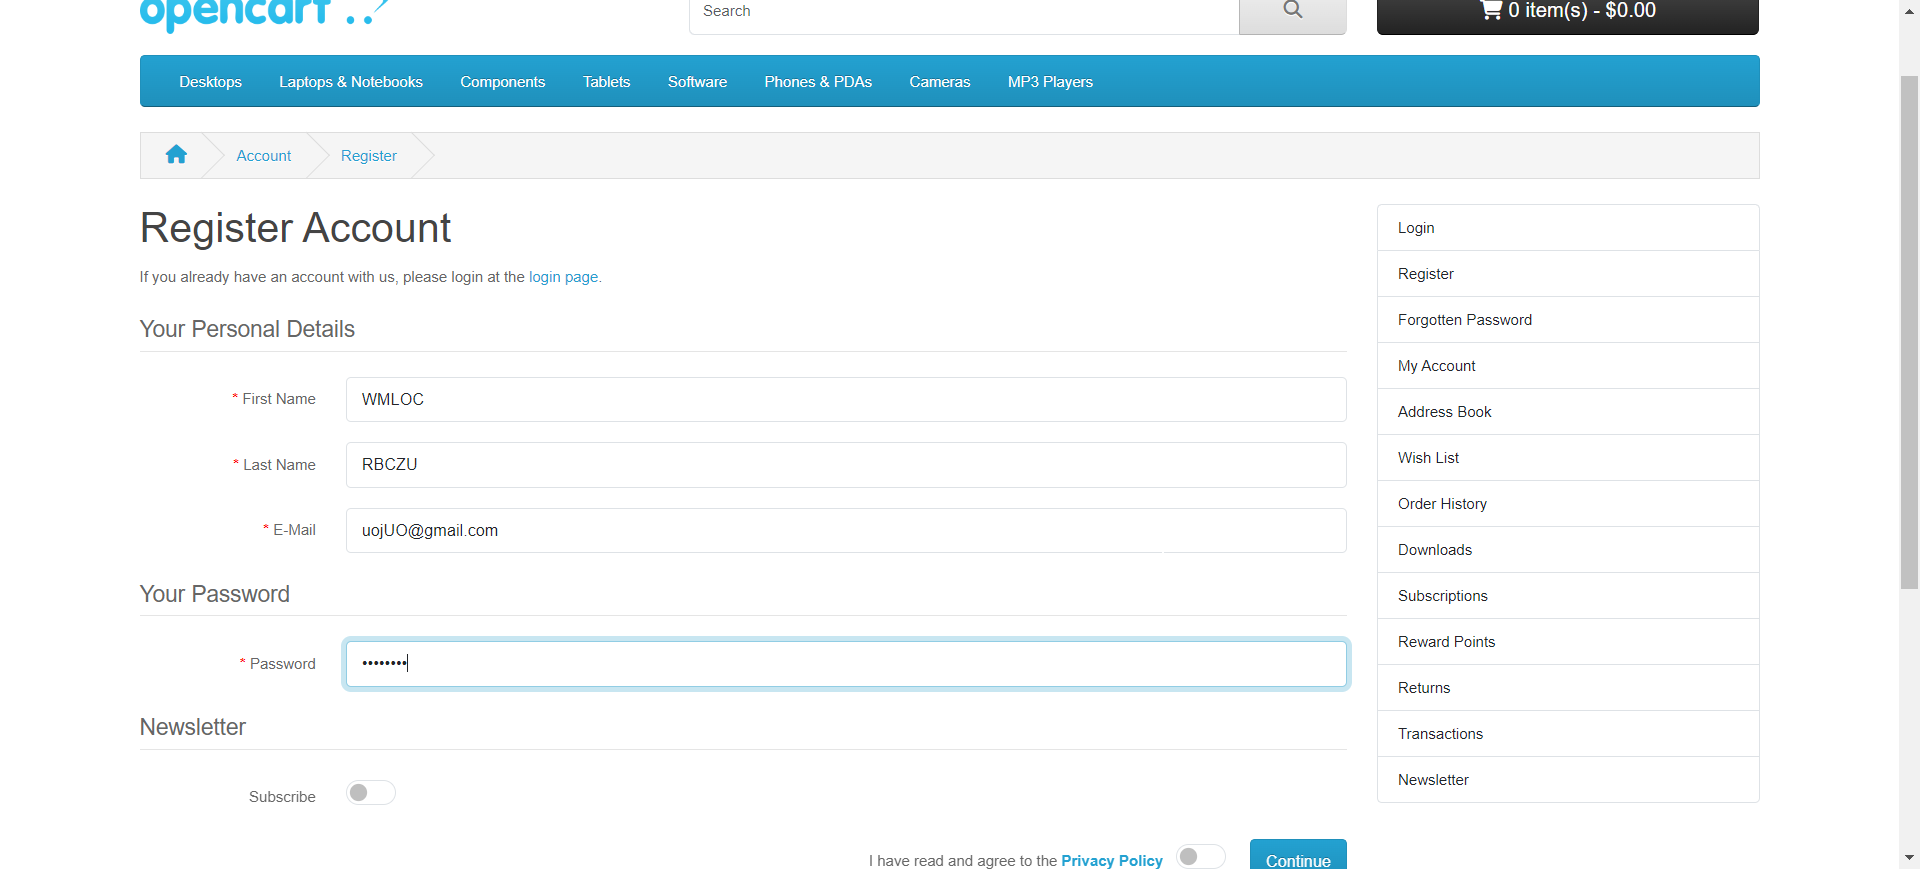 opencart
Search
0 item(s) - $0.00
Desktops
Laptops & Notebooks
Components
Tablets
Software
Phones & PDAs
Cameras
MP3 Players
Account
Register
Register Account
If you already have an account with us, please login at the login page.
Your Personal Details
* First Name
WMLOC
* Last Name
RBCZU
* E-Mail
uojUO@gmail.com
Your Password
* Password
••••••••
Newsletter
Subscribe
I have read and agree to the Privacy Policy
Continue
Login
Register
Forgotten Password
My Account
Address Book
Wish List
Order History
Downloads
Subscriptions
Reward Points
Returns
Transactions
Newsletter